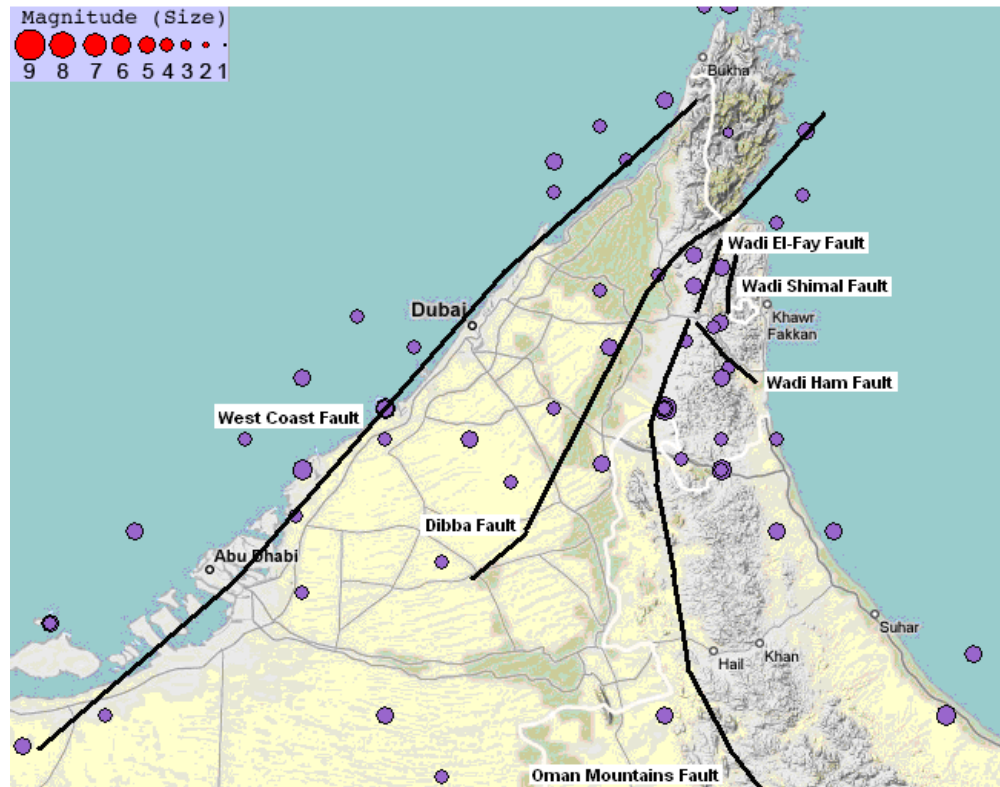 Magnitude (Size)
9 8 7 6 5 4 3 2 1
Bukha
Wadi El-Fay Fault
Wadi Shimal Fault
Dubai
Khawr
Fakkan
Wadi Ham Fault
West Coast Fault
Dibba Fault
Abu Dhabi
Suhar
Khan
Hail
Oman Mountains Fault